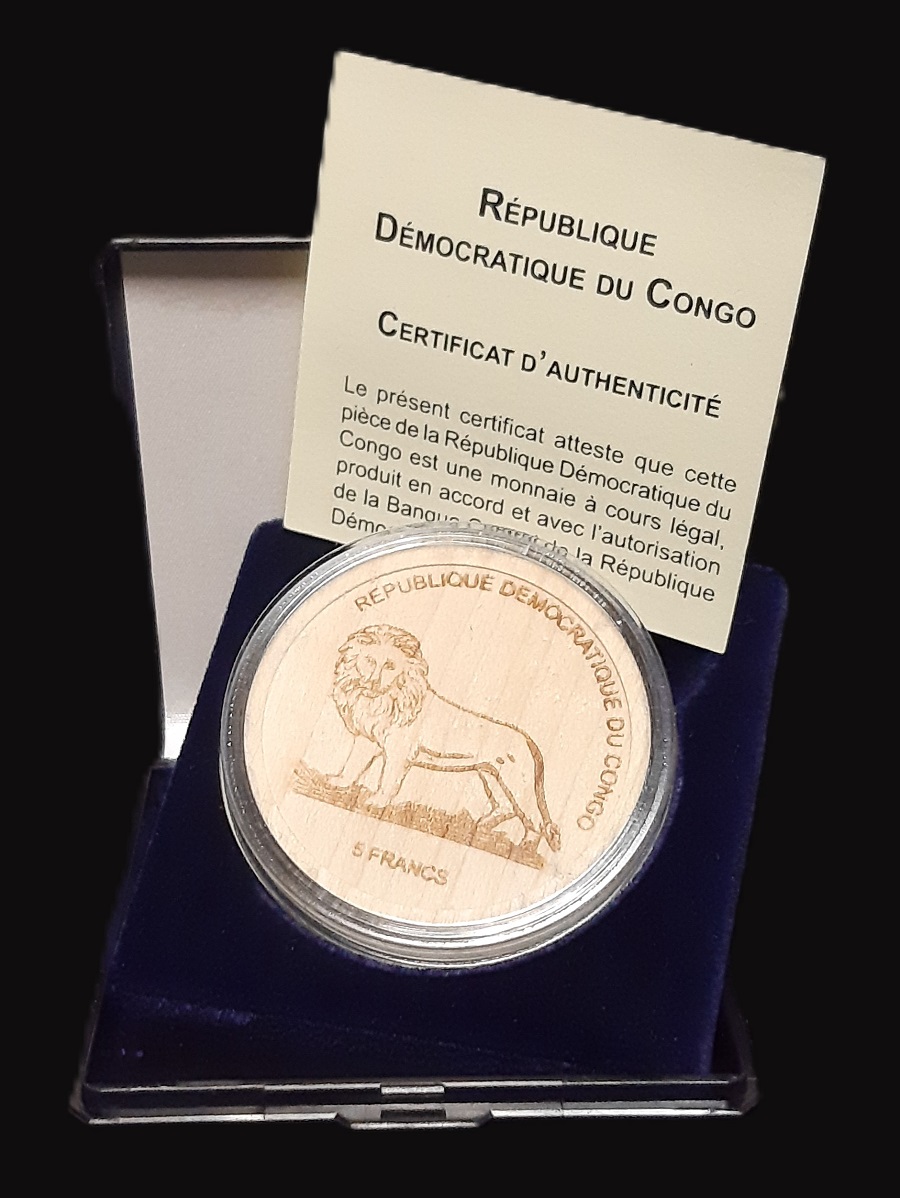 RÉPUBLIQUE
DÉMOCRATIQUE DU CONGO
CERTIFICAT D'AUTHENTICITÉ
Le présent certificat atteste que cette
pièce de la République Démocratique du
Congo est une monnaie à cours légal,
produit en accord et avec l'autorisation
de la Banque de la République
RÉPUBLIQUE DÉMOCRATIQUE DU CONGO
5 FRANCS